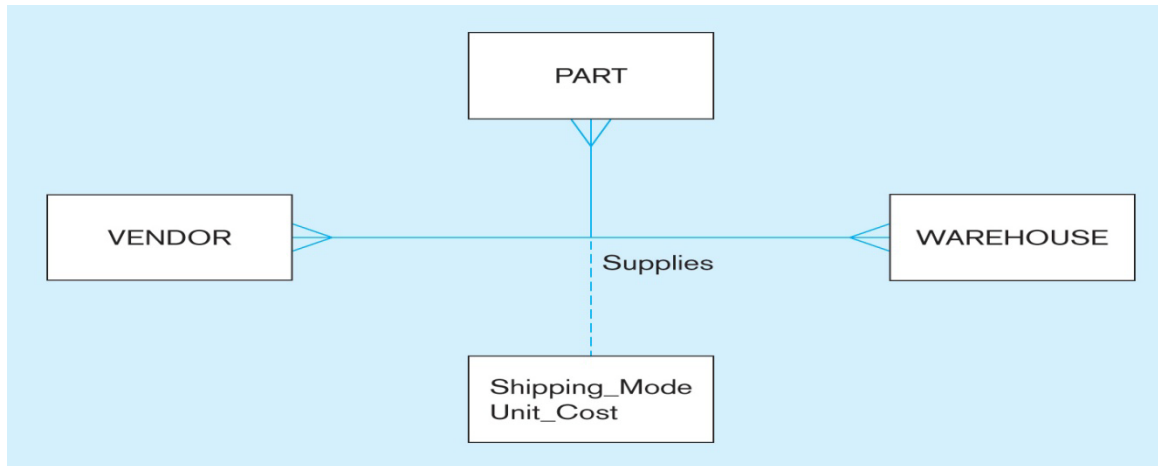 PART
VENDOR
WAREHOUSE
Supplies
Shipping_Mode
Unit_Cost